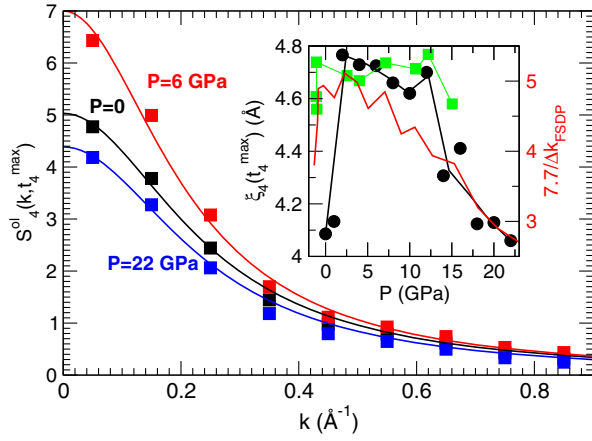 7
6
5
4
3
2
1
0
S₄ᵒˡ(k,t₄ᵐᵃˣ)
P=6 GPa
P=0
P=22 GPa
4.8
4.6
4.4
4.2
4
ξ₄(t₄ᵐᵃˣ) (Å)
5
4
3
7.7/Δk_FSDP
0 5 10 15 20
P (GPa)
0 0.2 0.4 0.6 0.8
k (Å⁻¹)